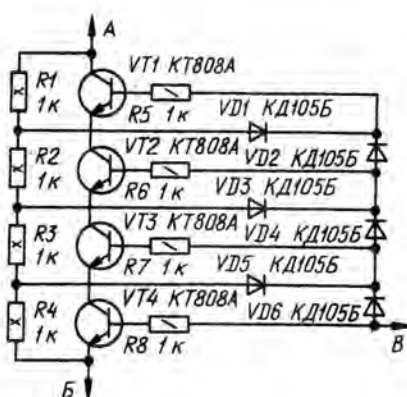 А
R1
1к
VT1 КТ808А
R5 1к
VD1 КД105Б
R2
1к
VT2 КТ808А
VD2 КД105Б
R6 1к
VD3 КД105Б
R3
1к
VT3 КТ808А
VD4 КД105Б
R7 1к
VD5 КД105Б
R4
1к
VT4 КТ808А
VD6 КД105Б
R8 1к
В
Б